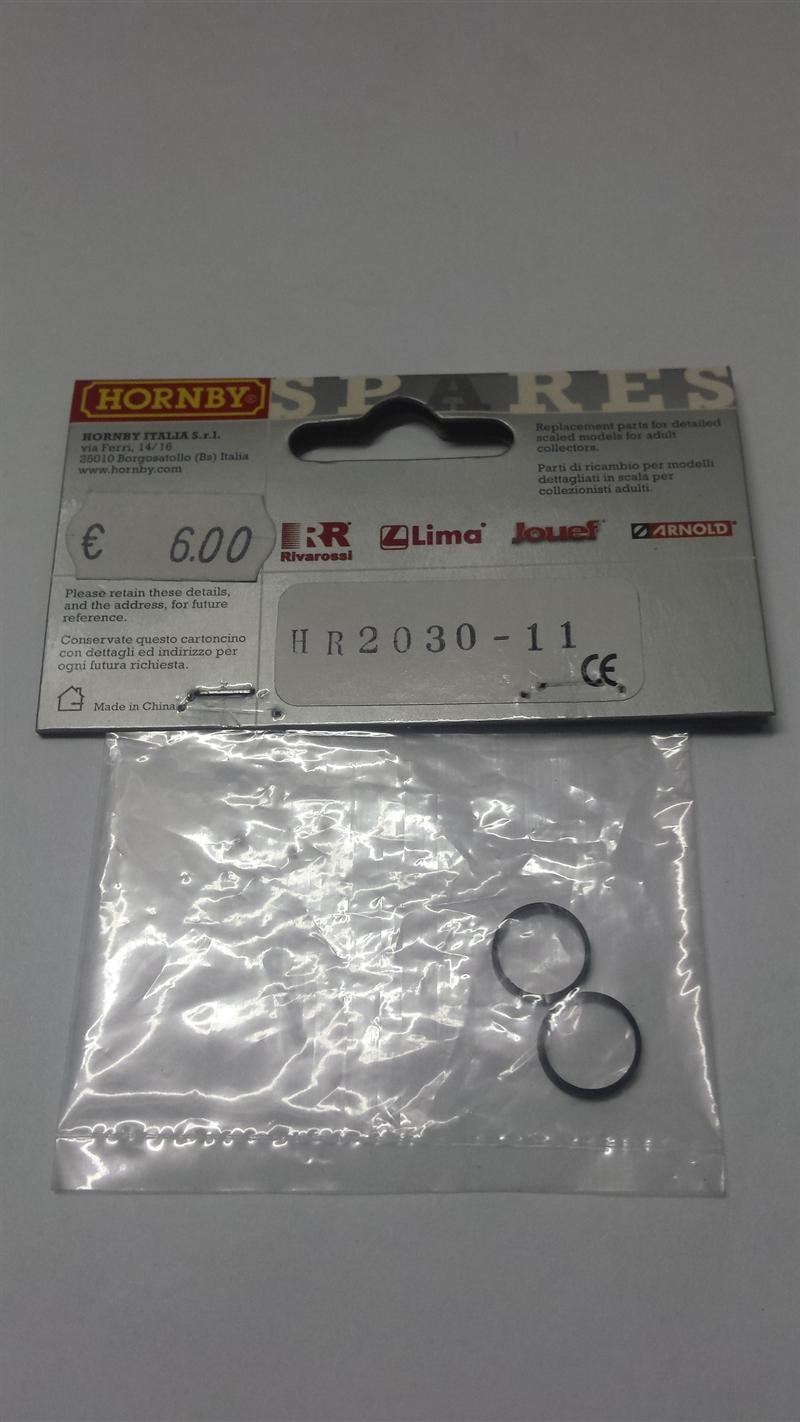 HORNBY®
SPARES
HORNBY ITALIA S.r.l.
via Ferri, 14/16
25010 Borgosatollo (Bs) Italia
www.hornby.com
Replacement parts for detailed
scaled models for adult
collectors.
Parti di ricambio per modelli
dettagliati in scala per
collezionisti adulti.
€ 6.00
RR®
Rivarossi
L Lima®
Jouef®
ARNOLD®
Please retain these details,
and the address, for future
reference.
Conservate questo cartoncino
con dettagli ed indirizzo per
ogni futura richiesta.
Made in China
HR2030-11
CE